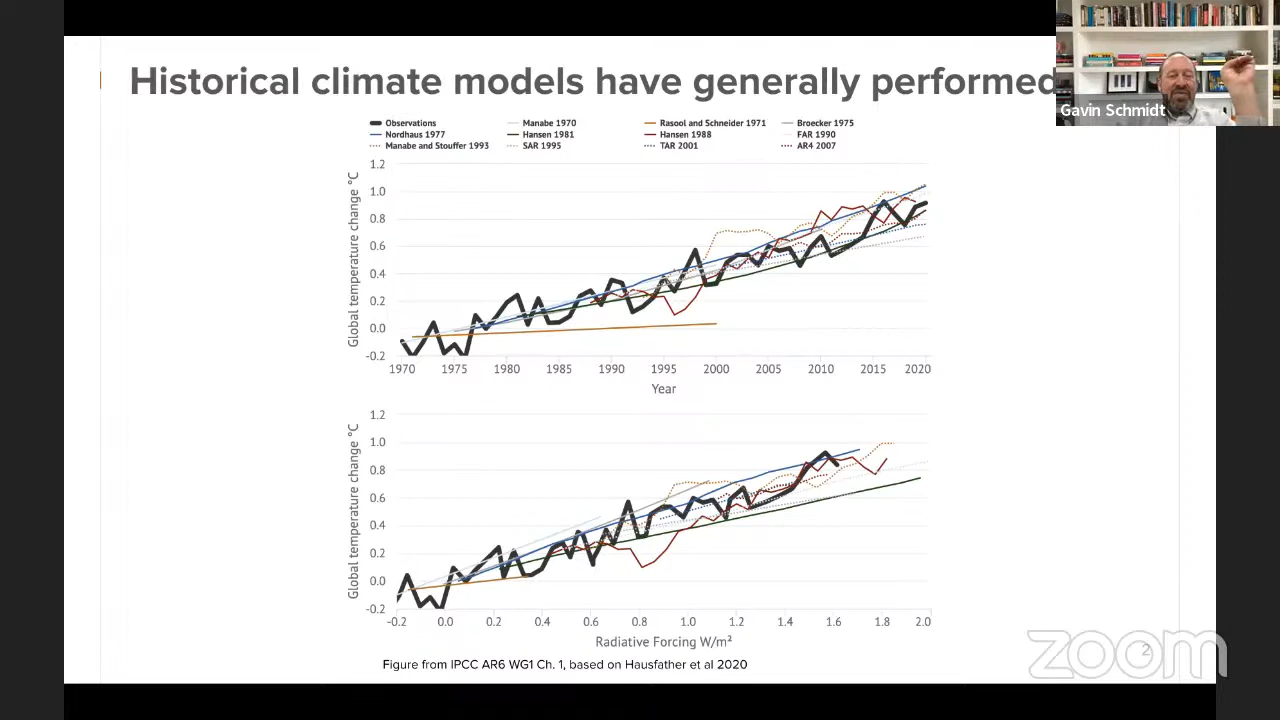 Historical climate models have generally performed
Gavin Schmidt
Observations Manabe 1970 Rasool and Schneider 1971 Broecker 1975
Nordhaus 1977 Hansen 1981 Hansen 1988 FAR 1990
Manabe and Stouffer 1993 SAR 1995 TAR 2001 AR4 2007
Global temperature change °C
1.2
1.0
0.8
0.6
0.4
0.2
0.0
-0.2
1970 1975 1980 1985 1990 1995 2000 2005 2010 2015 2020
Year
Global temperature change °C
1.2
1.0
0.8
0.6
0.4
0.2
0.0
-0.2
-0.2 0.0 0.2 0.4 0.6 0.8 1.0 1.2 1.4 1.6 1.8 2.0
Radiative Forcing W/m²
Figure from IPCC AR6 WG1 Ch. 1, based on Hausfather et al 2020
2
zoom